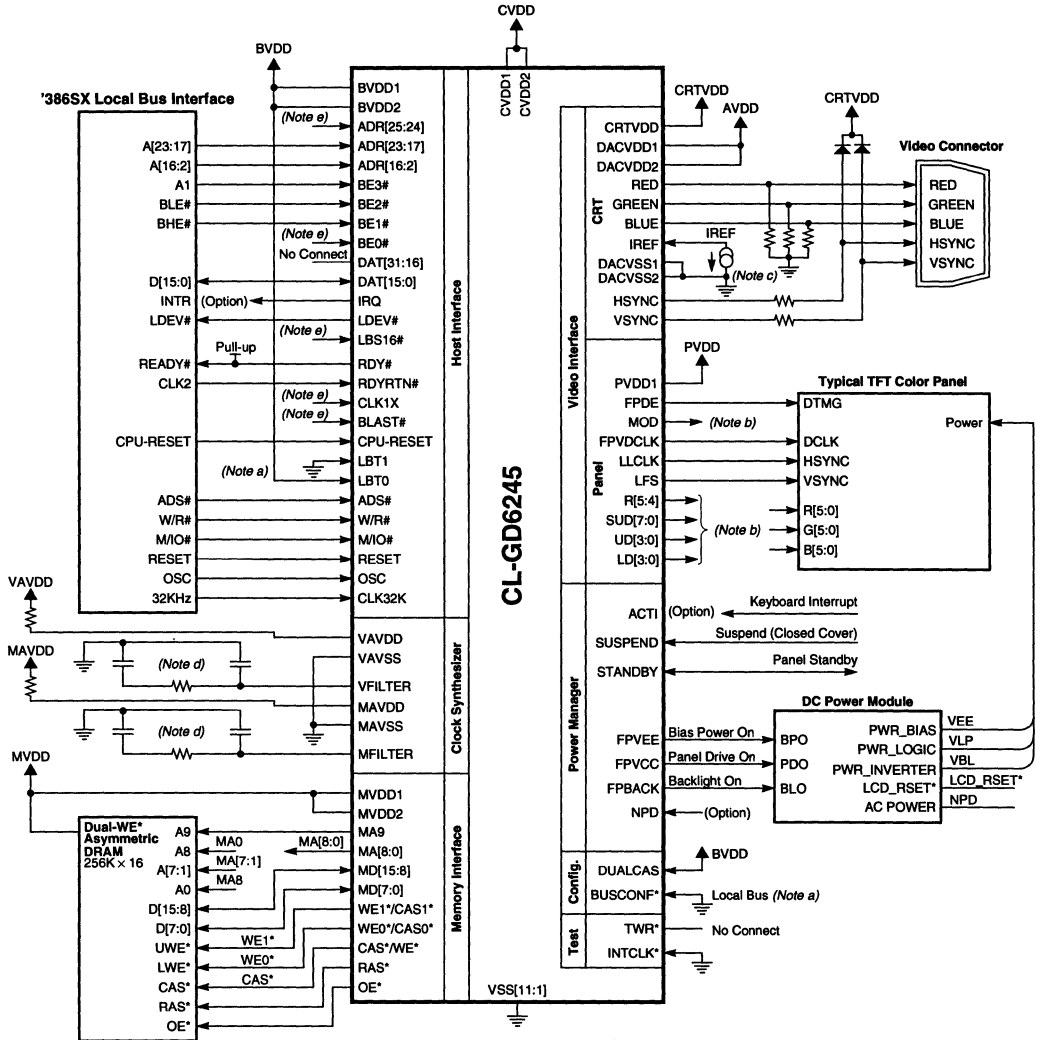 CVDD
BVDD
CVDD1
CVDD2
'386SX Local Bus Interface
A[23:17]
A[16:2]
A1
BLE#
BHE#
D[15:0]
INTR
LDEV#
READY#
CLK2
CPU-RESET
ADS#
W/R#
M/IO#
RESET
OSC
32KHz
(Note e)
(Note e)
No Connect
(Option)
(Note e)
Pull-up
(Note e)
(Note e)
(Note a)
BVDD1
BVDD2
ADR[25:24]
ADR[23:17]
ADR[16:2]
BE3#
BE2#
BE1#
BE0#
DAT[31:16]
DAT[15:0]
IRQ
LDEV#
LBS16#
RDY#
RDYRTN#
CLK1X
BLAST#
CPU-RESET
LBT1
LBT0
ADS#
W/R#
M/IO#
RESET
OSC
CLK32K
Host Interface
VAVDD
MAVDD
(Note d)
(Note d)
VAVDD
VAVSS
VFILTER
MAVDD
MAVSS
MFILTER
Clock Synthesizer
MVDD
Dual-WE*
Asymmetric
DRAM
256K × 16
A9
A8
A[7:1]
A0
D[15:8]
D[7:0]
UWE*
LWE*
CAS*
RAS*
OE*
MA0
MA[7:1]
MA8
MA[8:0]
WE1*
WE0*
CAS*
MVDD1
MVDD2
MA9
MA[8:0]
MD[15:8]
MD[7:0]
WE1*/CAS1*
WE0*/CAS0*
CAS*/WE*
RAS*
OE*
Memory Interface
CL-GD6245
VSS[11:1]
Video Interface
CRT
CRTVDD
DACVDD1
DACVDD2
RED
GREEN
BLUE
IREF
DACVSS1
DACVSS2
HSYNC
VSYNC
CRTVDD
AVDD
CRTVDD
IREF
(Note c)
Video Connector
RED
GREEN
BLUE
HSYNC
VSYNC
Panel
PVDD1
FPDE
MOD
FPVDCLK
LLCLK
LFS
R[5:4]
SUD[7:0]
UD[3:0]
LD[3:0]
PVDD
(Note b)
(Note b)
Typical TFT Color Panel
DTMG
Power
DCLK
HSYNC
VSYNC
R[5:0]
G[5:0]
B[5:0]
Power Manager
ACTI
SUSPEND
STANDBY
FPVEE
FPVCC
FPBACK
NPD
(Option)
Keyboard Interrupt
Suspend (Closed Cover)
Panel Standby
Bias Power On
Panel Drive On
Backlight On
(Option)
DC Power Module
BPO
PDO
BLO
PWR_BIAS
PWR_LOGIC
PWR_INVERTER
LCD_RSET*
AC POWER
VEE
VLP
VBL
LCD_RSET*
NPD
Config.
DUALCAS
BUSCONF*
BVDD
Local Bus (Note a)
Test
TWR*
INTCLK*
No Connect